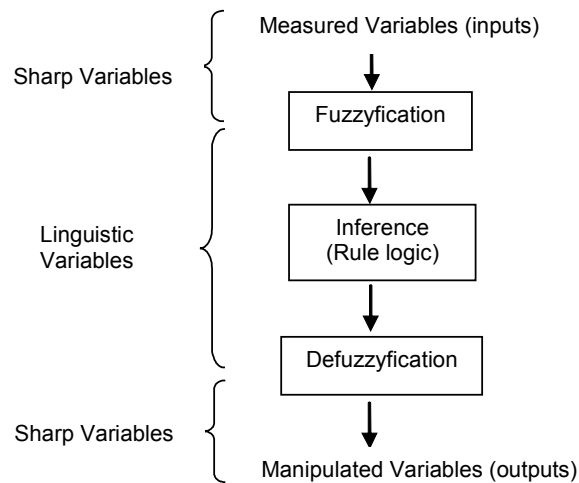 Measured Variables (inputs)
Sharp Variables
Fuzzyfication
Linguistic
Variables
Inference
(Rule logic)
Defuzzyfication
Sharp Variables
Manipulated Variables (outputs)